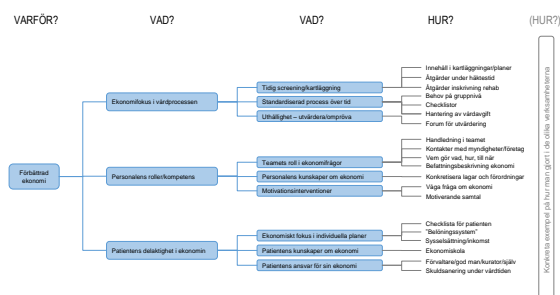 VARFÖR?
VAD?
VAD?
HUR?
(HUR?)
Förbättrad
ekonomi
Ekonomifokus i vårdprocessen
Tidig screening/kartläggning
Innehåll i kartläggningar/planer
Åtgärder under häktestid
Åtgärder inskrivning rehab
Standardiserad process över tid
Behov på gruppnivå
Checklistor
Uthållighet – utvärdera/ompröva
Hantering av vårdavgift
Forum för utvärdering
Personalens roller/kompetens
Teamets roll i ekonomifrågor
Handledning i teamet
Kontakter med myndigheter/företag
Vem gör vad, hur, till när
Befattningsbeskrivning ekonomi
Personalens kunskaper om ekonomi
Konkretisera lagar och förordningar
Motivationsinterventioner
Våga fråga om ekonomi
Motiverande samtal
Patientens delaktighet i ekonomin
Ekonomiskt fokus i individuella planer
Checklista för patienten
"Belöningssystem"
Sysselsättning/inkomst
Patientens kunskaper om ekonomi
Ekonomiskola
Patientens ansvar för sin ekonomi
Förvaltare/god man/kurator/själv
Skuldsanering under vårdtiden
Konkreta exempel på hur man gjort i de olika verksamheterna